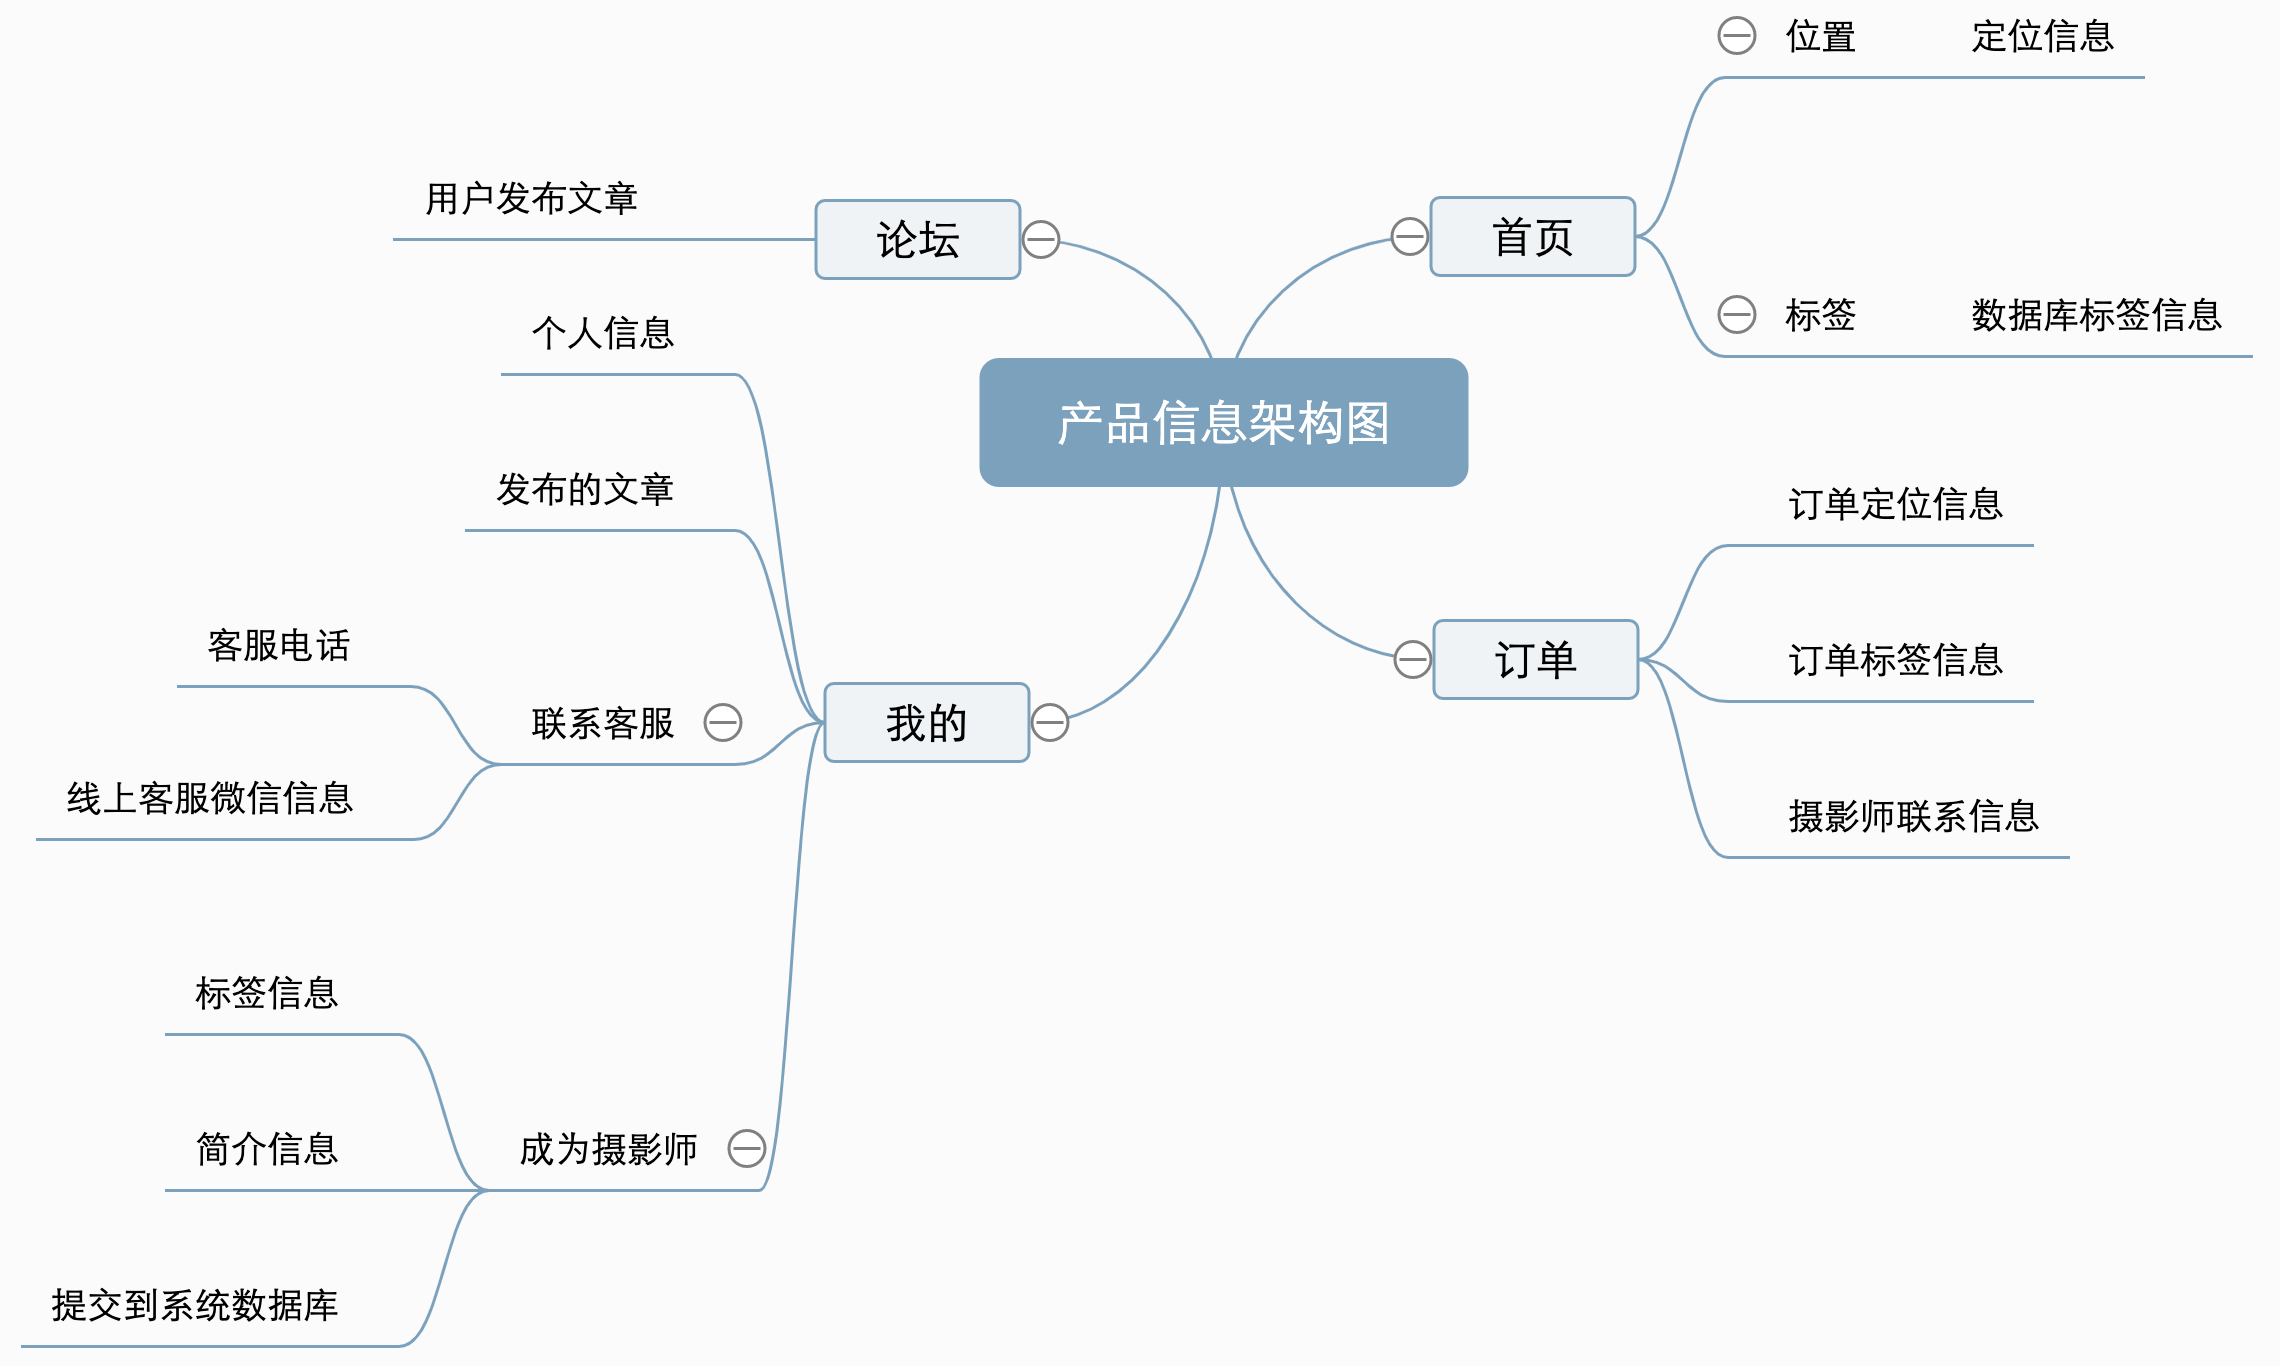 产品信息架构图
首页
位置
定位信息
标签
数据库标签信息
订单
订单定位信息
订单标签信息
摄影师联系信息
论坛
用户发布文章
我的
个人信息
发布的文章
联系客服
客服电话
线上客服微信信息
成为摄影师
标签信息
简介信息
提交到系统数据库